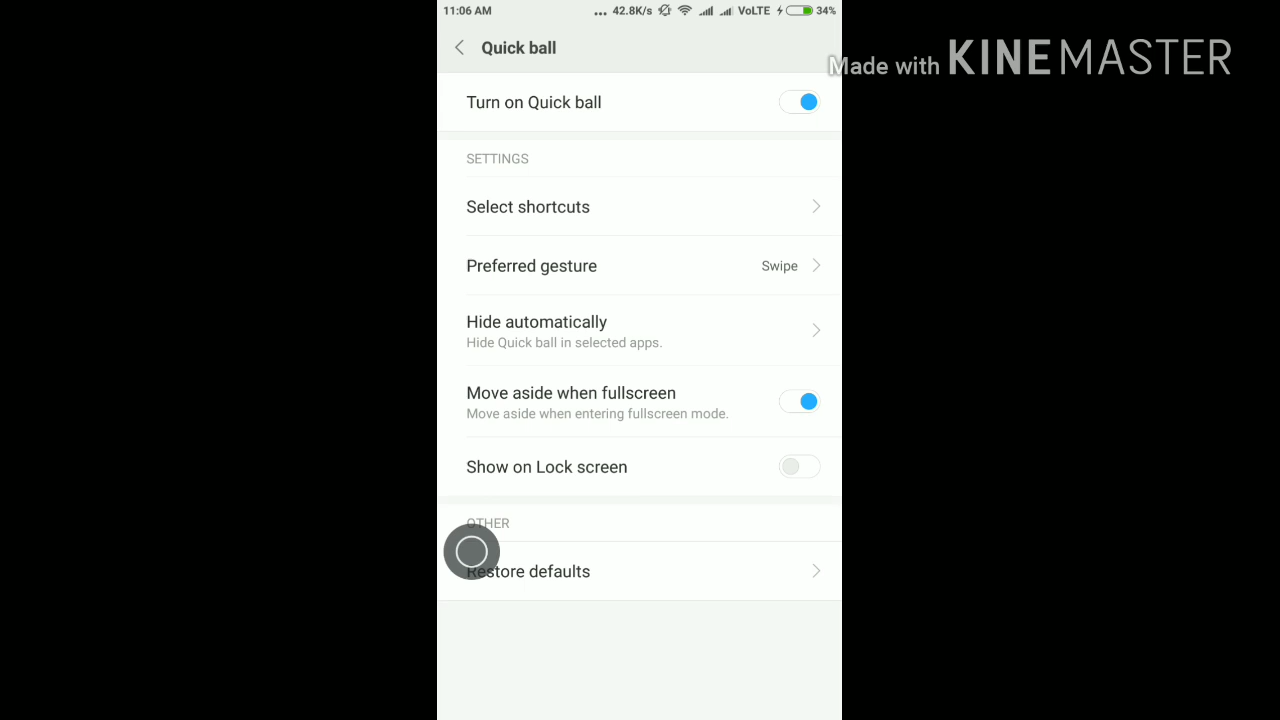 11:06 AM ... 42.8K/s VoLTE 34%
Quick ball
Made with KINEMASTER
Turn on Quick ball
SETTINGS
Select shortcuts
Preferred gesture Swipe
Hide automatically
Hide Quick ball in selected apps.
Move aside when fullscreen
Move aside when entering fullscreen mode.
Show on Lock screen
OTHER
Restore defaults